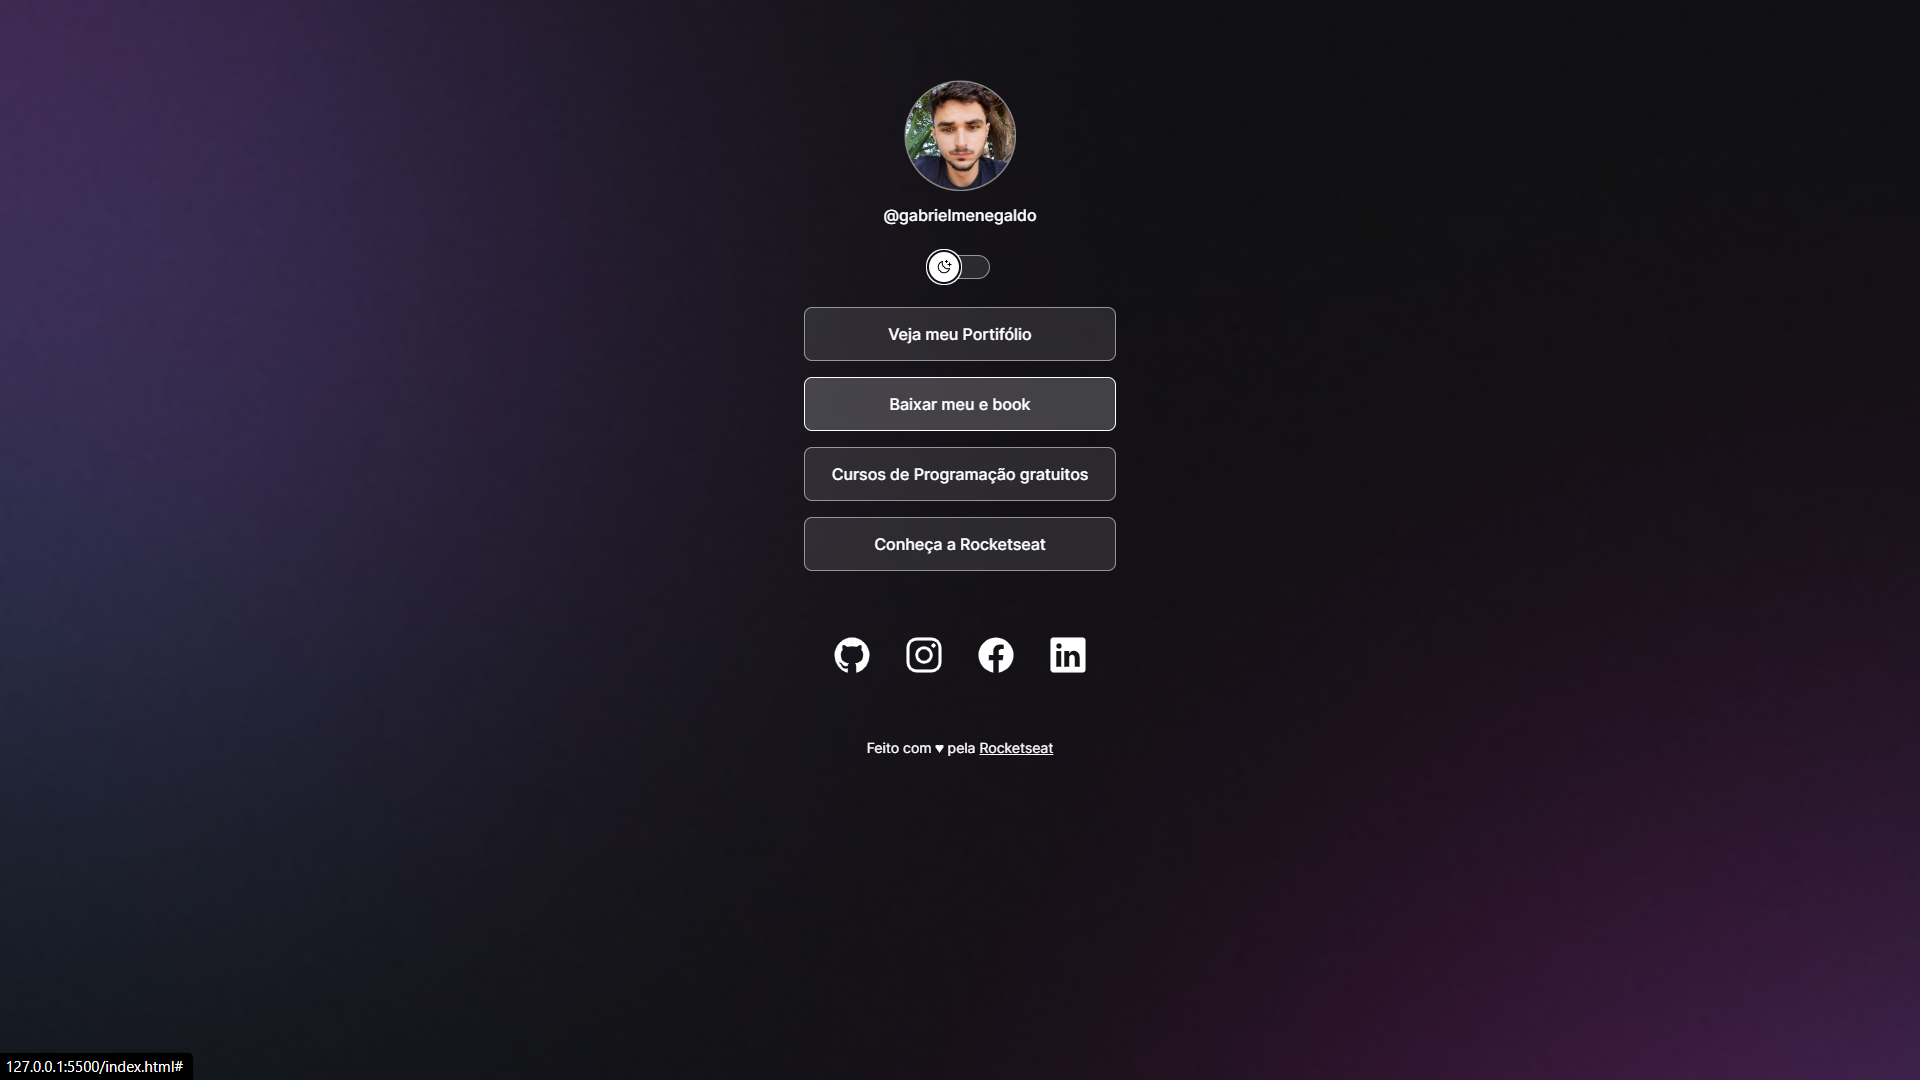 @gabrielmenegaldo
Veja meu Portifólio
Baixar meu e book
Cursos de Programação gratuitos
Conheça a Rocketseat
in
Feito com ♥ pela Rocketseat
127.0.0.1:5500/index.html#